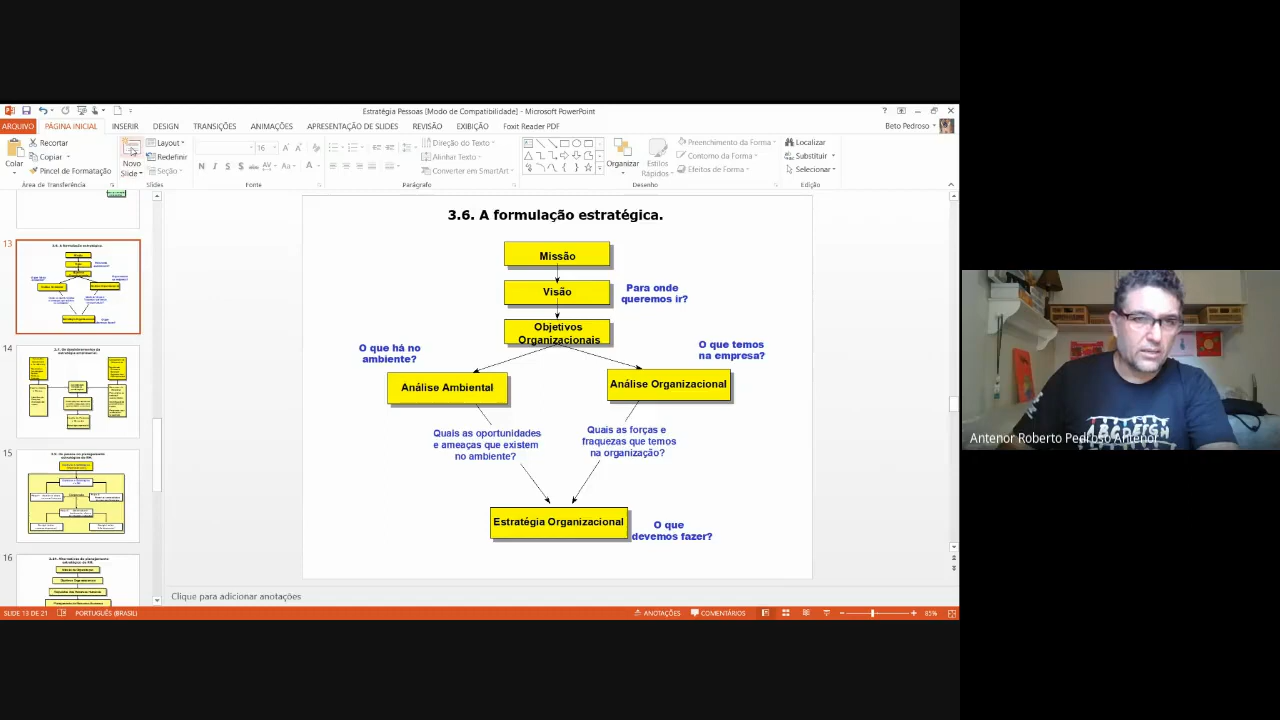 Estratégia Pessoas [Modo de Compatibilidade] - Microsoft PowerPoint
ARQUIVO PÁGINA INICIAL INSERIR DESIGN TRANSIÇÕES ANIMAÇÕES APRESENTAÇÃO DE SLIDES REVISÃO EXIBIÇÃO Foxit Reader PDF Beto Pedroso
Colar
Recortar
Copiar
Pincel de Formatação
Área de Transferência
Novo
Slide
Layout
Redefinir
Seção
Slides
16
Fonte
Direção do Texto
Alinhar Texto
Converter em SmartArt
Parágrafo
Organizar
Estilos
Rápidos
Preenchimento da Forma
Contorno da Forma
Efeitos de Forma
Desenho
Localizar
Substituir
Selecionar
Edição
13
14
15
16
3.6. A formulação estratégica.
Missão
Visão
Para onde
queremos ir?
Objetivos
Organizacionais
O que há no
ambiente?
O que temos
na empresa?
Análise Ambiental
Análise Organizacional
Quais as oportunidades
e ameaças que existem
no ambiente?
Quais as forças e
fraquezas que temos
na organização?
Estratégia Organizacional
O que
devemos fazer?
Clique para adicionar anotações
SLIDE 13 DE 21 PORTUGUÊS (BRASIL) ANOTAÇÕES COMENTÁRIOS 85%
Antenor Roberto Pedroso Antenor